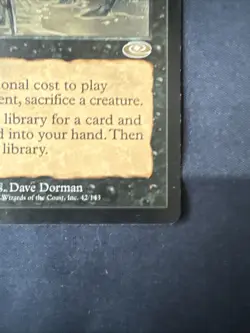 onal cost to play
ent, sacrifice a creature.
library for a card and
d into your hand. Then
library.
s. Dave Dorman
Wizards of the Coast, Inc. 42/143